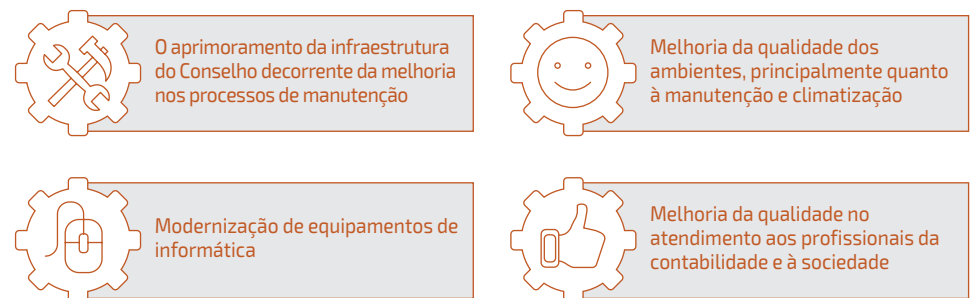 O aprimoramento da infraestrutura
do Conselho decorrente da melhoria
nos processos de manutenção
Melhoria da qualidade dos
ambientes, principalmente quanto
à manutenção e climatização
Modernização de equipamentos de
informática
Melhoria da qualidade no
atendimento aos profissionais da
contabilidade e à sociedade